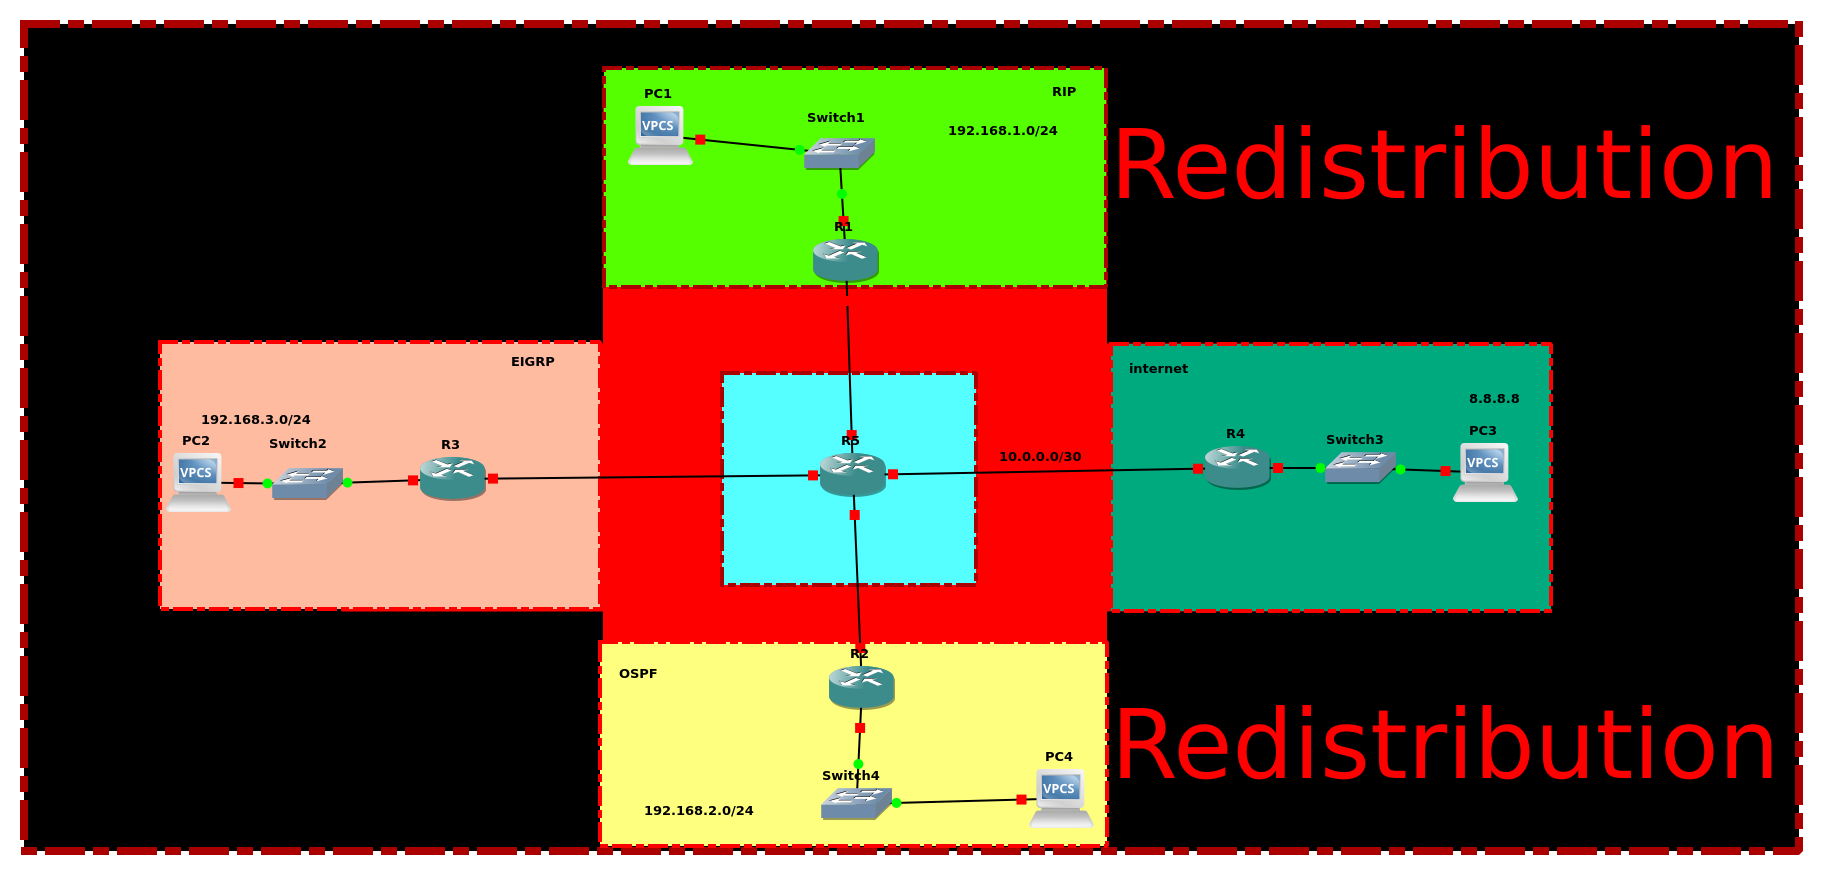 PC1
RIP
VPCS
Switch1
192.168.1.0/24
Redistribution
R1
EIGRP
internet
192.168.3.0/24
8.8.8.8
PC2
Switch2
R3
R5
10.0.0.0/30
R4
Switch3
PC3
VPCS
VPCS
R2
OSPF
Redistribution
PC4
Switch4
VPCS
192.168.2.0/24